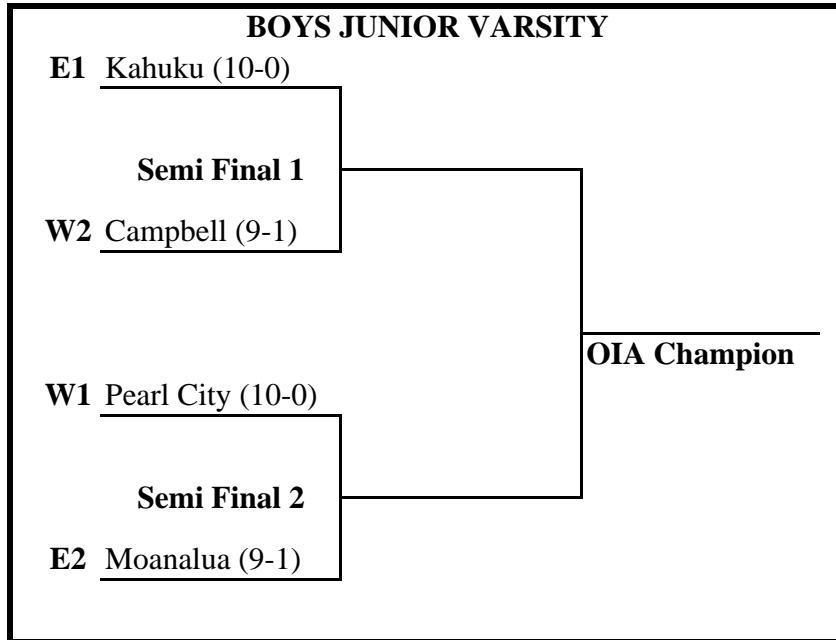 BOYS JUNIOR VARSITY
E1 Kahuku (10-0)
Semi Final 1
W2 Campbell (9-1)
OIA Champion
W1 Pearl City (10-0)
Semi Final 2
E2 Moanalua (9-1)